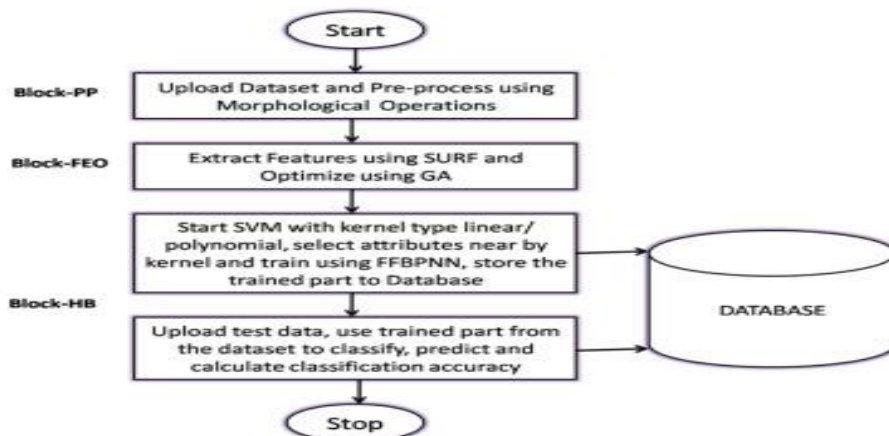 Start
Block-PP
Upload Dataset and Pre-process using
Morphological Operations
Block-FEO
Extract Features using SURF and
Optimize using GA
Start SVM with kernel type linear/
polynomial, select attributes near by
kernel and train using FFBPNN, store the
trained part to Database
Block-HB
DATABASE
Upload test data, use trained part from
the dataset to classify, predict and
calculate classification accuracy
Stop